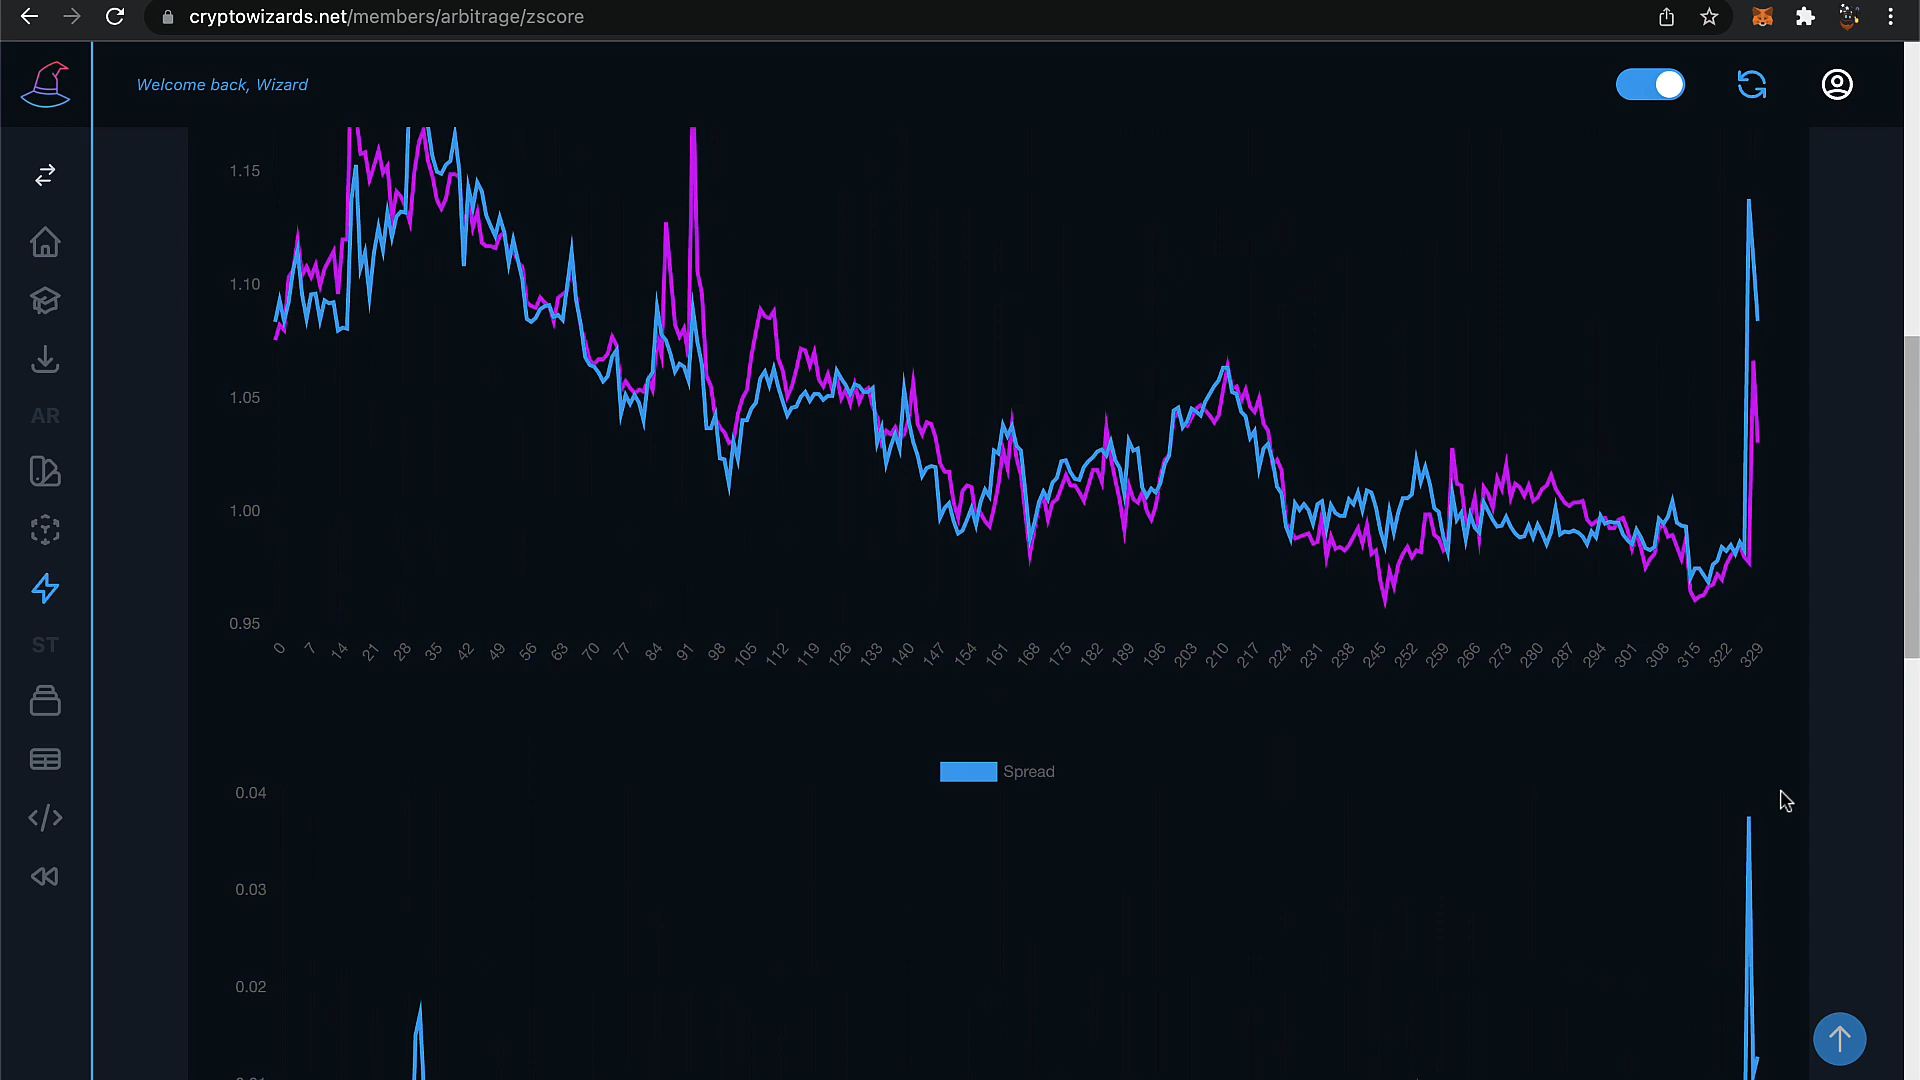 cryptowizards.net/members/arbitrage/zscore
Welcome back, Wizard
AR
ST
1.15
1.10
1.05
1.00
0.95
0 7 14 21 28 35 42 49 56 63 70 77 84 91 98 105 112 119 126 133 140 147 154 161 168 175 182 189 196 203 210 217 224 231 238 245 252 259 266 273 280 287 294 301 308 315 322 329
Spread
0.04
0.03
0.02